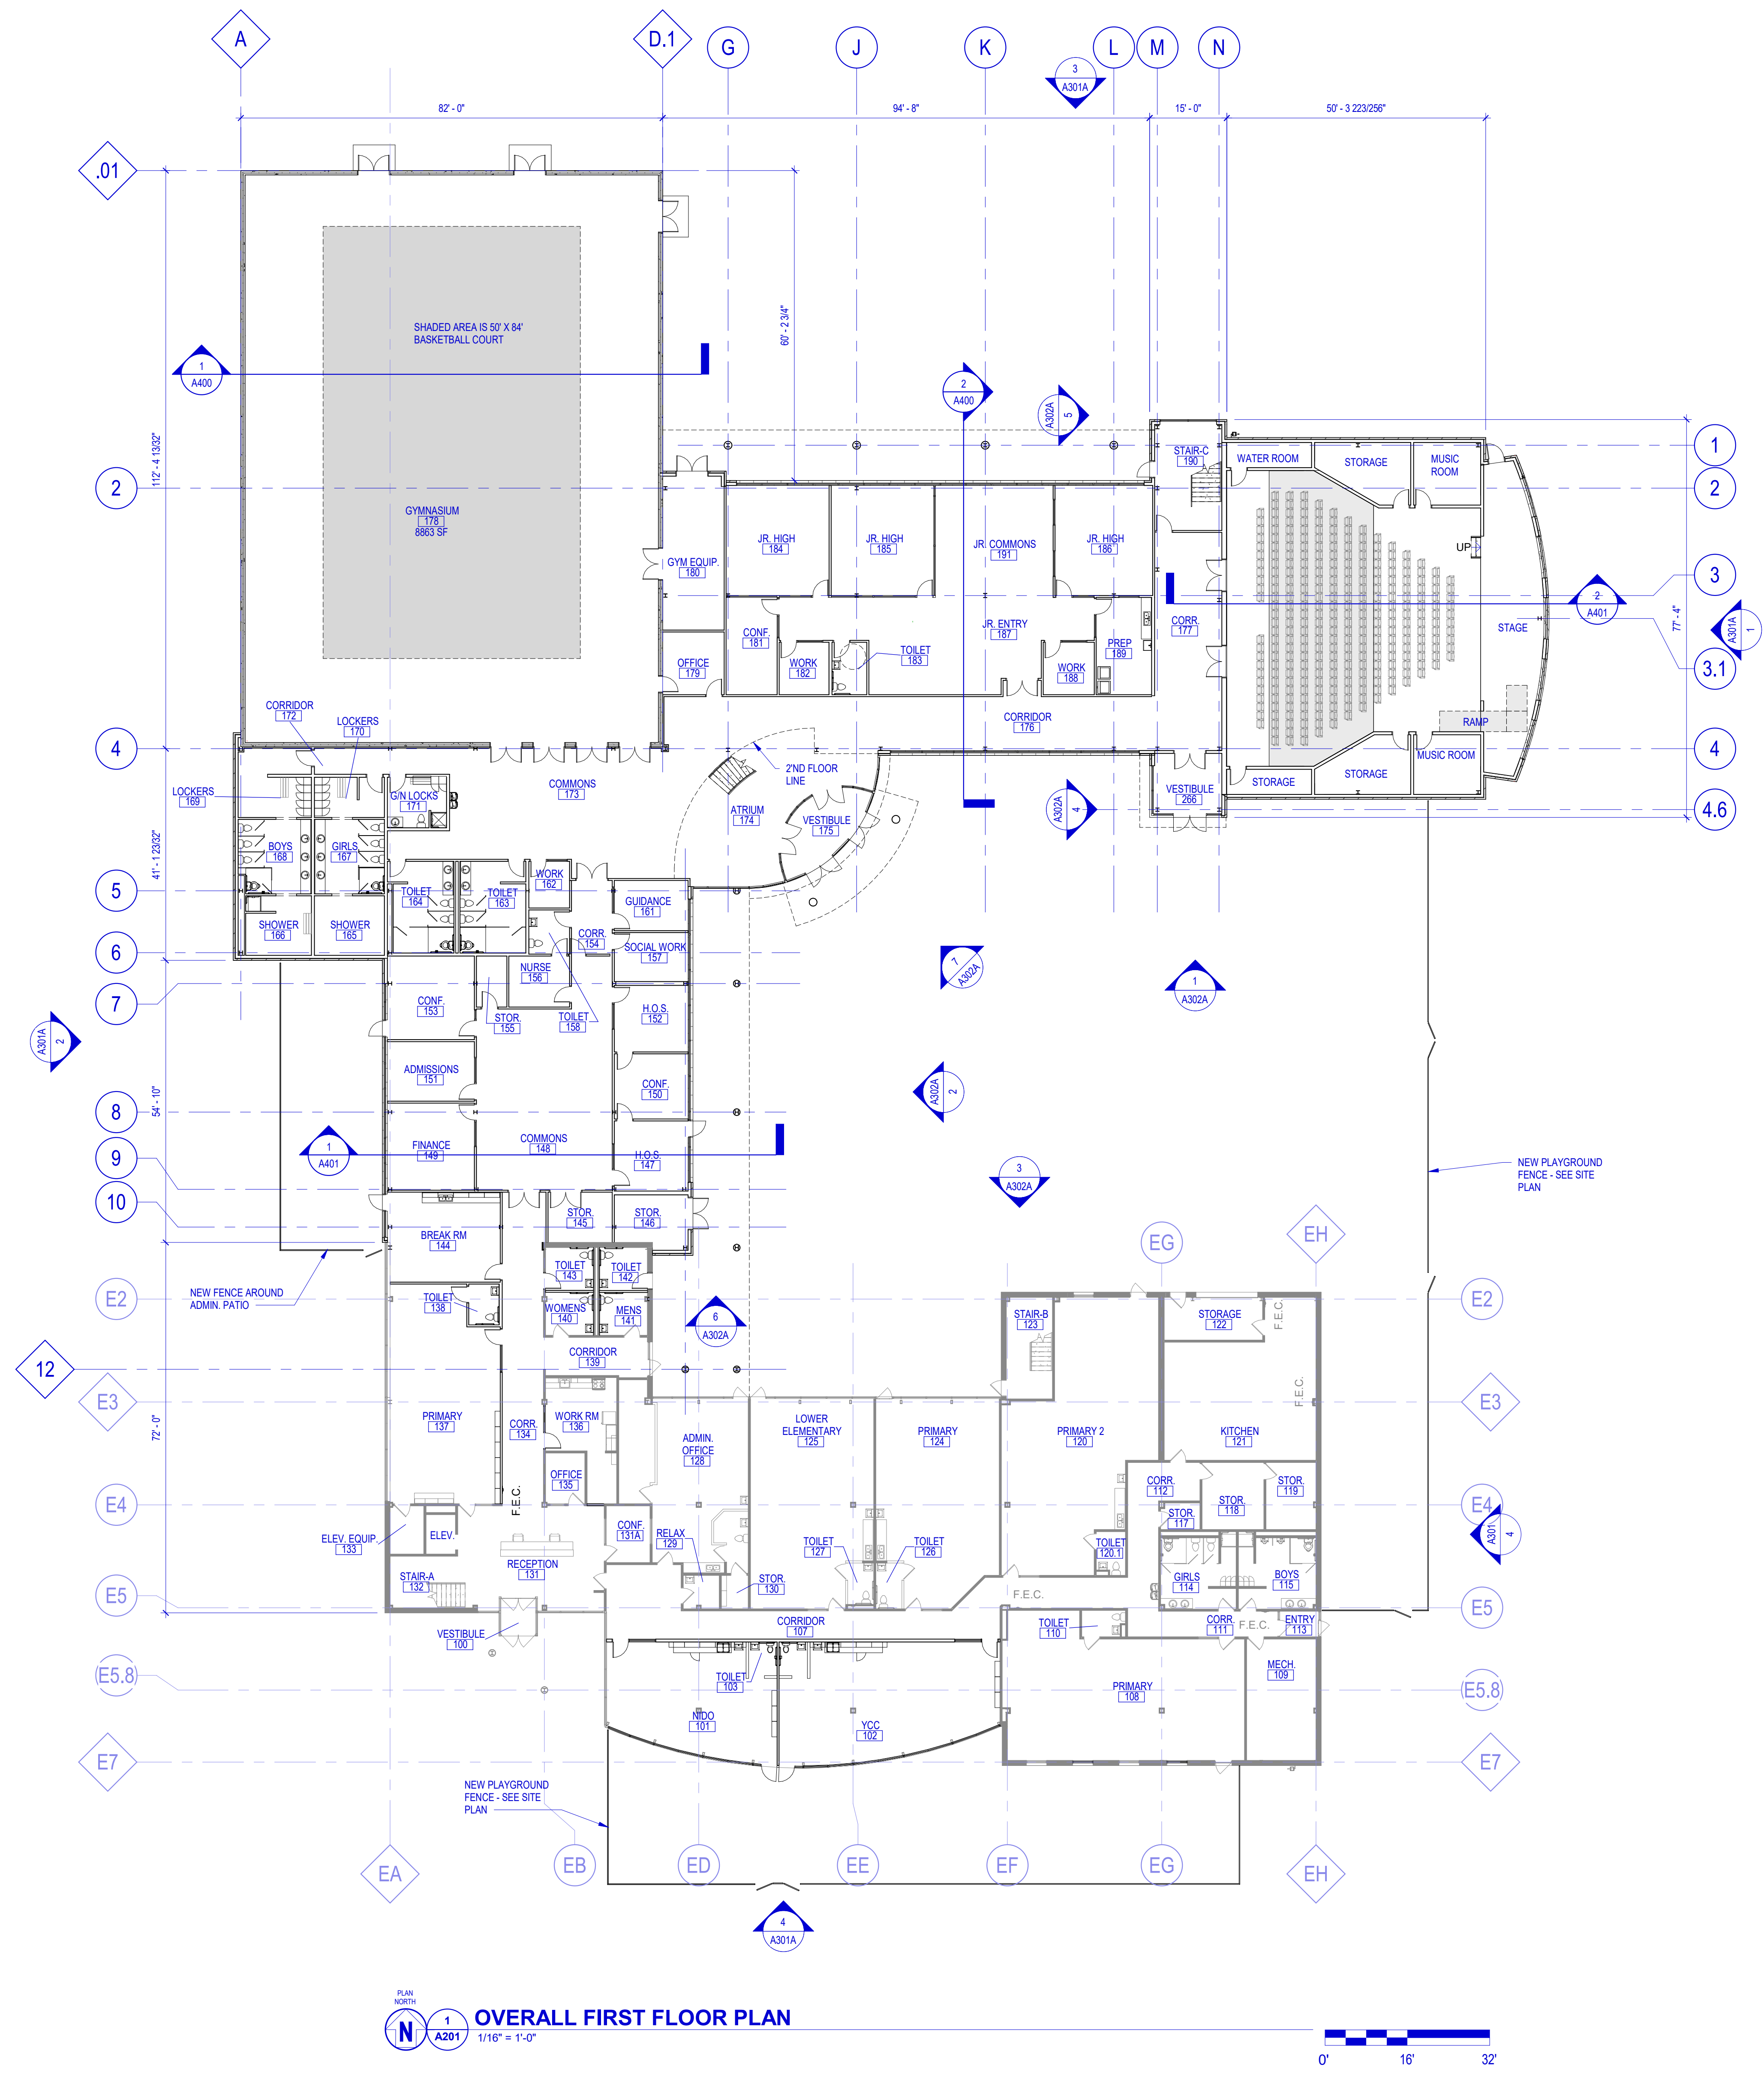 A
D.1
G
J
K
L
M
N
3
A301A
82' - 0"
94' - 8"
15' - 0"
50' - 3 223/256"
.01
SHADED AREA IS 50' X 84'
BASKETBALL COURT
60' - 2 3/4"
1
A400
2
A400
5
A302A
112' - 4 13/32"
STAIR-C
190
WATER ROOM
STORAGE
MUSIC
ROOM
1
2
2
GYMNASIUM
178
8863 SF
JR. HIGH
184
JR. HIGH
185
JR. COMMONS
191
JR. HIGH
186
UP
GYM EQUIP.
180
3
2
A401
77' - 4"
1
A301A
CONF.
181
JR. ENTRY
187
CORR.
177
STAGE
WORK
182
TOILET
183
PREP
189
WORK
188
OFFICE
179
3.1
CORRIDOR
172
LOCKERS
170
CORRIDOR
176
RAMP
4
4
MUSIC ROOM
2'ND FLOOR
LINE
STORAGE
STORAGE
COMMONS
173
LOCKERS
169
G/N LOCKS
171
VESTIBULE
266
ATRIUM
174
VESTIBULE
175
4
A302A
4.6
41' - 1 23/32"
BOYS
168
GIRLS
167
5
WORK
162
TOILET
164
TOILET
163
GUIDANCE
161
SHOWER
166
SHOWER
165
CORR.
154
SOCIAL WORK
157
6
NURSE
156
7
A302A
1
A302A
7
CONF.
153
STOR.
155
TOILET
158
H.O.S.
152
2
A301A
ADMISSIONS
151
CONF.
150
2
A302A
8
54' - 10"
1
A401
FINANCE
149
COMMONS
148
H.O.S.
147
9
3
A302A
NEW PLAYGROUND
FENCE - SEE SITE
PLAN
10
STOR.
145
STOR.
146
BREAK RM
144
EG
EH
TOILET
143
TOILET
142
NEW FENCE AROUND
ADMIN. PATIO
E2
TOILET
138
WOMENS
140
MENS
141
6
A302A
STAIR-B
123
STORAGE
122
F.E.C.
E2
CORRIDOR
139
12
E3
PRIMARY
137
CORR.
134
WORK RM
136
ADMIN.
OFFICE
128
LOWER
ELEMENTARY
125
PRIMARY
124
PRIMARY 2
120
KITCHEN
121
F.E.C.
E3
72' - 0"
OFFICE
135
CORR.
112
STOR.
118
STOR.
119
E4
F.E.C.
E4
ELEV. EQUIP.
133
ELEV.
CONF.
131A
RELAX
129
TOILET
127
TOILET
126
TOILET
120.1
STOR.
117
4
A301
RECEPTION
131
STAIR-A
132
STOR.
130
GIRLS
114
BOYS
115
E5
F.E.C.
E5
VESTIBULE
100
CORRIDOR
107
TOILET
110
CORR.
111
F.E.C.
ENTRY
113
E5.8
TOILET
103
PRIMARY
108
MECH.
109
E5.8
NIDO
101
YCC
102
E7
E7
NEW PLAYGROUND
FENCE - SEE SITE
PLAN
EA
EB
ED
EE
EF
EG
EH
4
A301A
PLAN
NORTH
N
1
A201
OVERALL FIRST FLOOR PLAN
1/16" = 1'-0"
0'
16'
32'